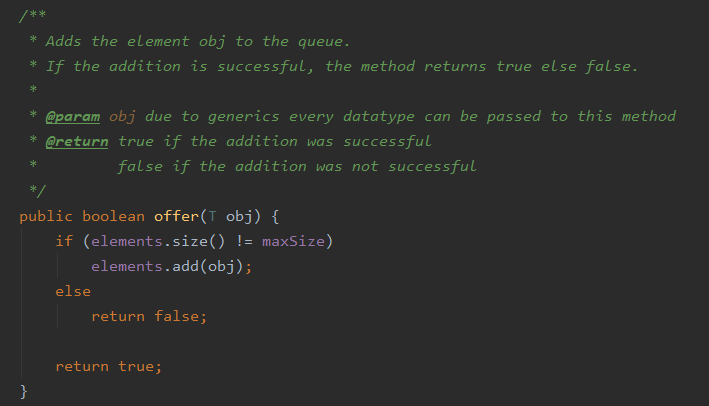 /**
 * Adds the element obj to the queue.
 * If the addition is successful, the method returns true else false.
 *
 * @param obj due to generics every datatype can be passed to this method
 * @return true if the addition was successful
 *         false if the addition was not successful
 */
public boolean offer(T obj) {
    if (elements.size() != maxSize)
        elements.add(obj);
    else
        return false;

    return true;
}